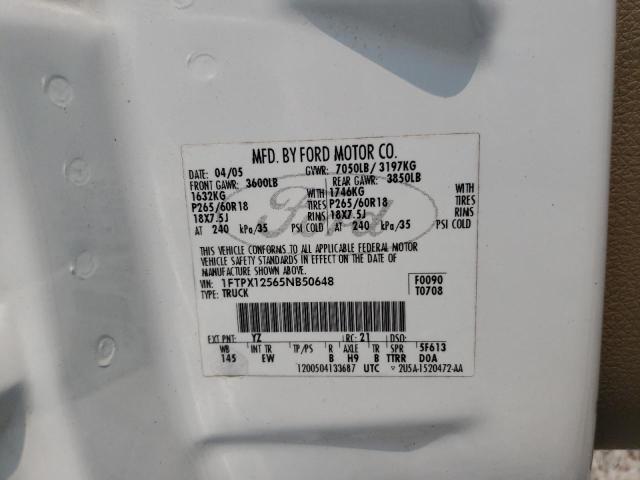 MFD. BY FORD MOTOR CO.
DATE: 04/05 GVWR: 7050LB / 3197KG
FRONT GAWR: 3600LB REAR GAWR: 3850LB
1632KG WITH 1746KG WITH
P265/60R18 TIRES P265/60R18 TIRES
18X7.5J RIMS 18X7.5J RIMS
AT 240 kPa/35 PSI COLD AT 240 kPa/35 PSI COLD
Ford
THIS VEHICLE CONFORMS TO ALL APPLICABLE FEDERAL MOTOR
VEHICLE SAFETY STANDARDS IN EFFECT ON THE DATE OF
MANUFACTURE SHOWN ABOVE.
VIN: 1FTPX12565NB50648 F0090
TYPE: TRUCK T0708
EXT PNT: YZ RC: 21 DSO:
WB INT TR TP/PS R AXLE TR SPR 5F613
145 EW B H9 B TTRR DOA
1200504133687 UTC 2U5A-1520472-AA